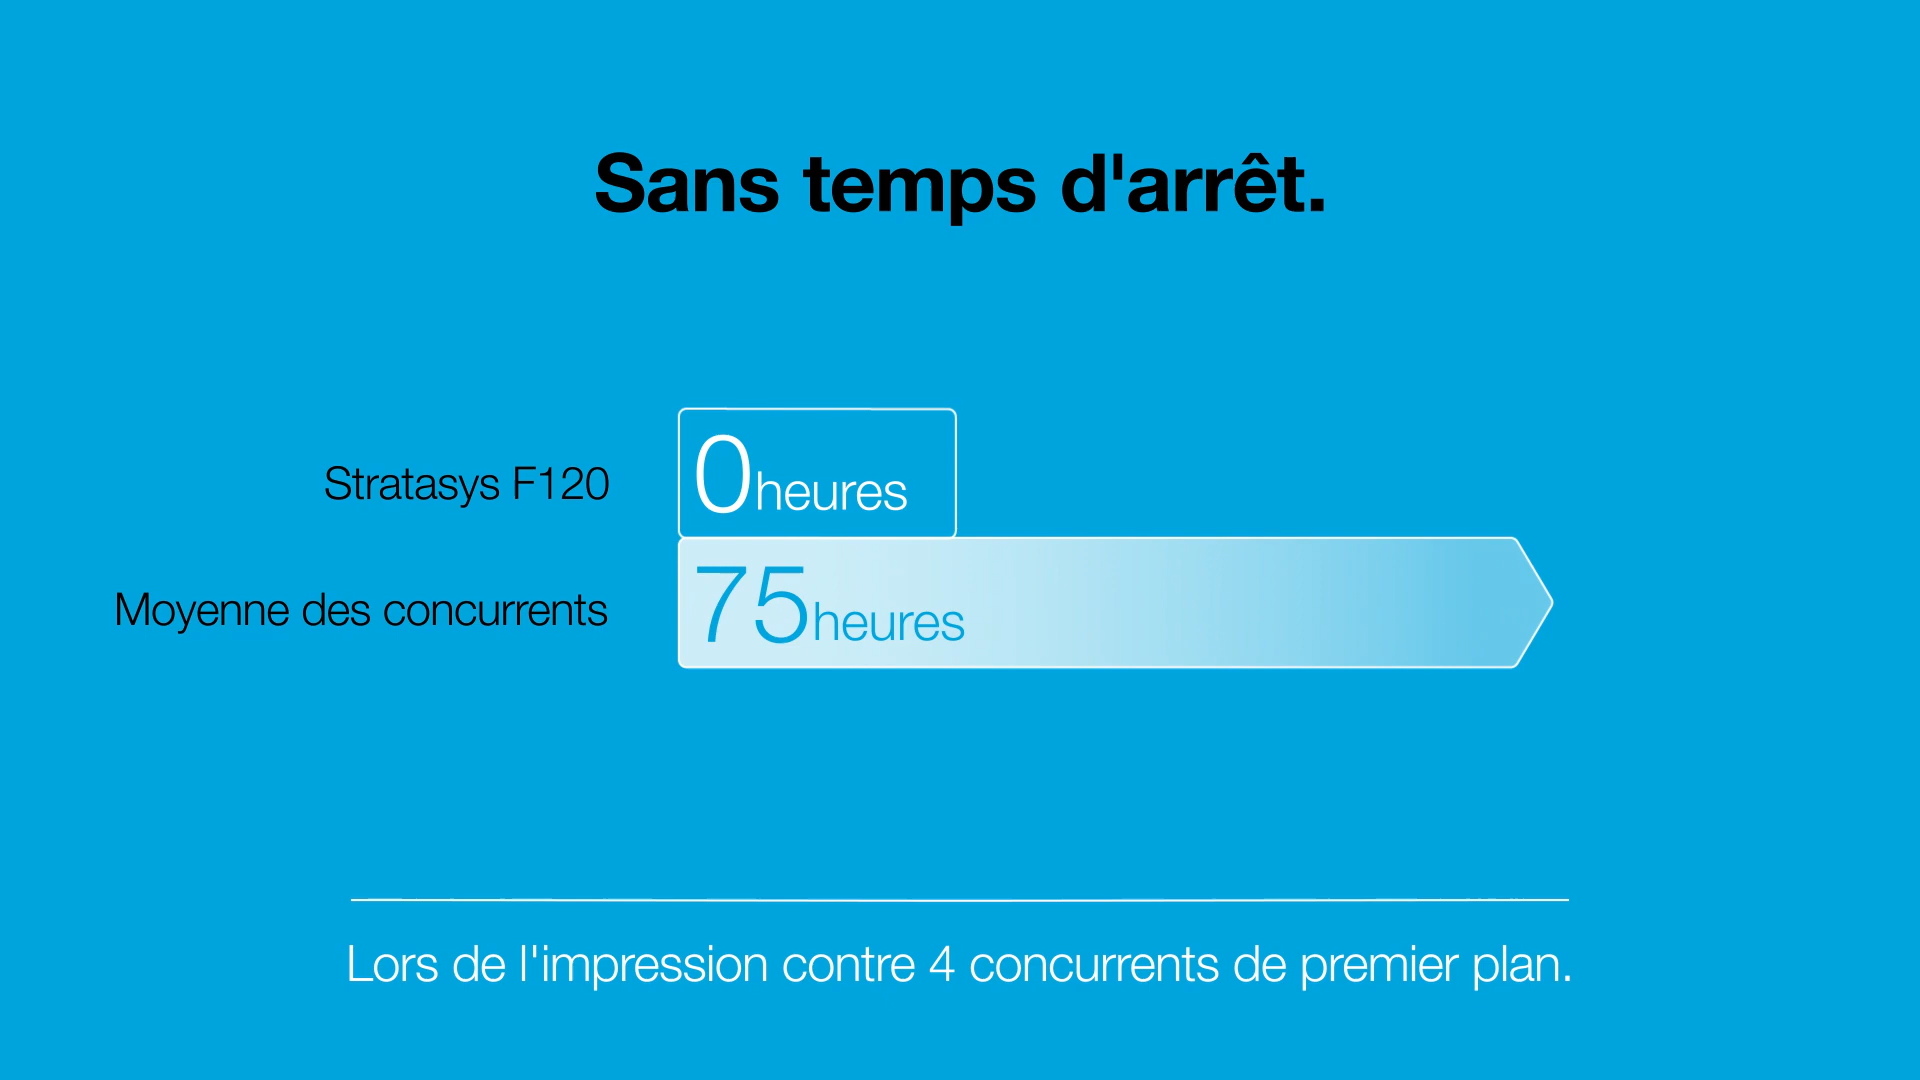 Sans temps d'arrêt.
Stratasys F120
0heures
Moyenne des concurrents
75heures
Lors de l'impression contre 4 concurrents de premier plan.